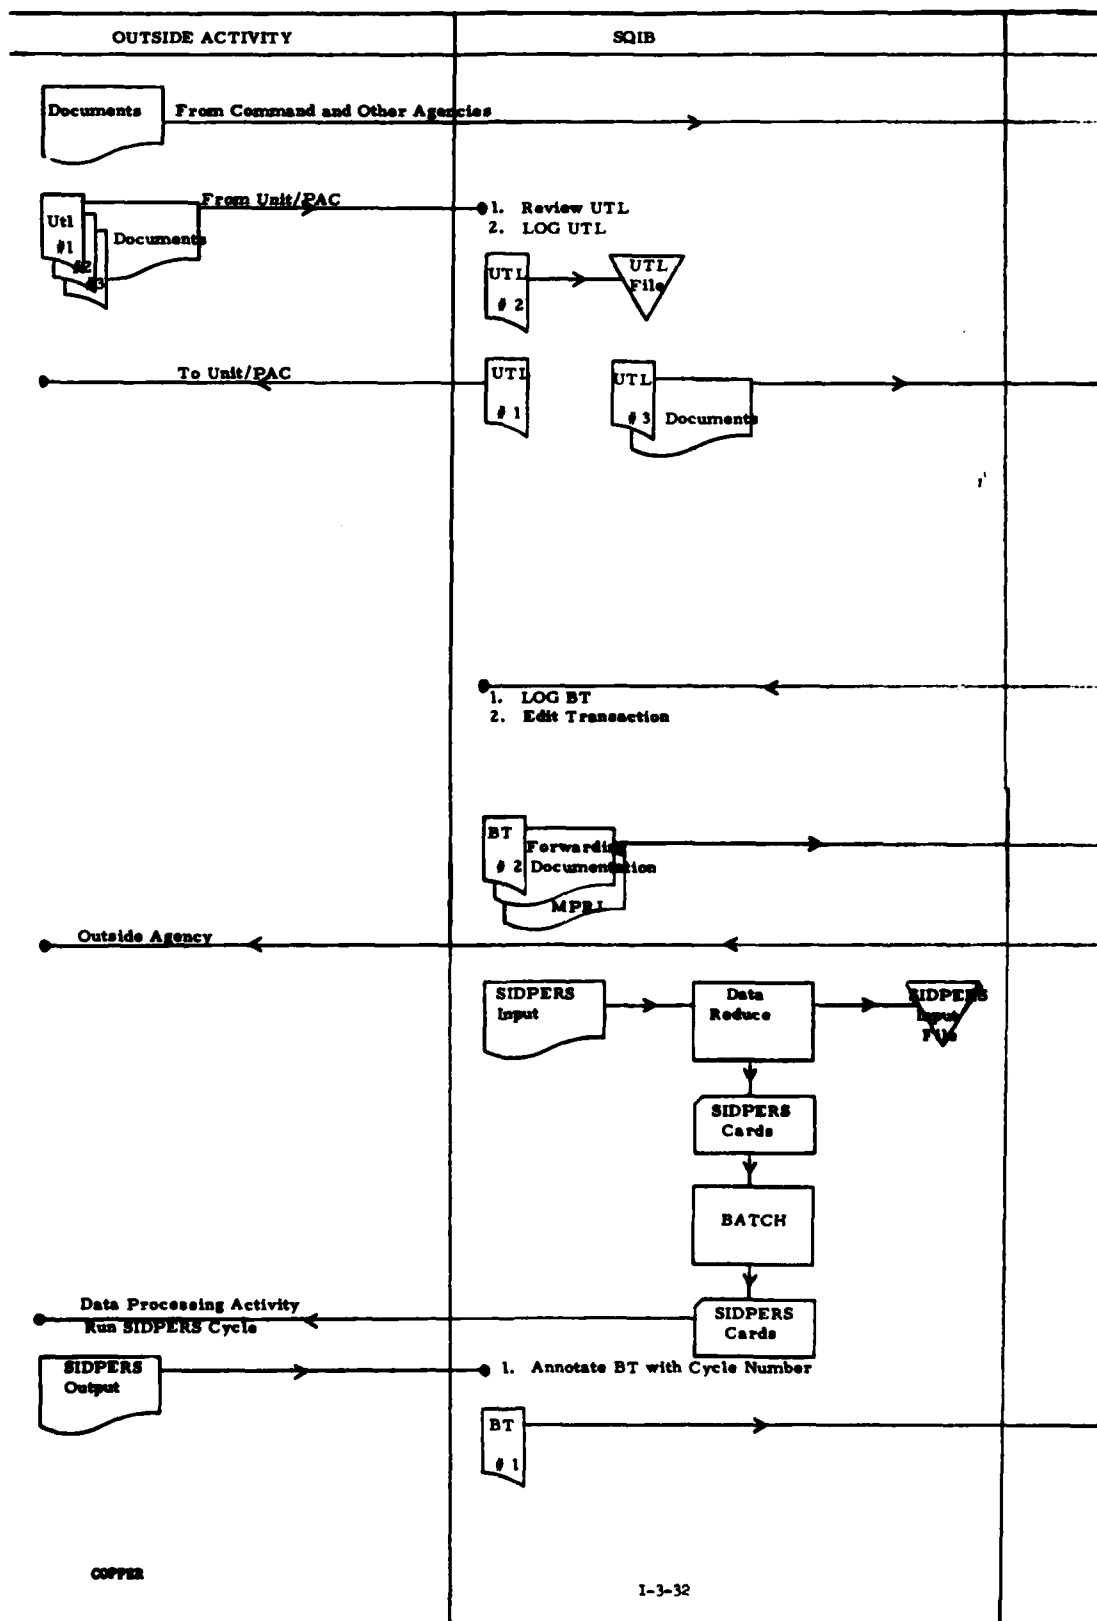 OUTSIDE ACTIVITY
SQIB
Documents
From Command and Other Agencies
Utl
#1
#2
#3
Documents
From Unit/PAC
1. Review UTL
2. LOG UTL
UTL
# 2
UTL
File
To Unit/PAC
UTL
# 1
UTL
# 3
Documents
1. LOG BT
2. Edit Transaction
BT
# 2
Forwarding
Documentation
MPRJ
Outside Agency
SIDPERS
Input
Data
Reduce
SIDPERS
Input
File
SIDPERS
Cards
BATCH
Data Processing Activity
Run SIDPERS Cycle
SIDPERS
Cards
SIDPERS
Output
1. Annotate BT with Cycle Number
BT
# 1
COPPER
I-3-32